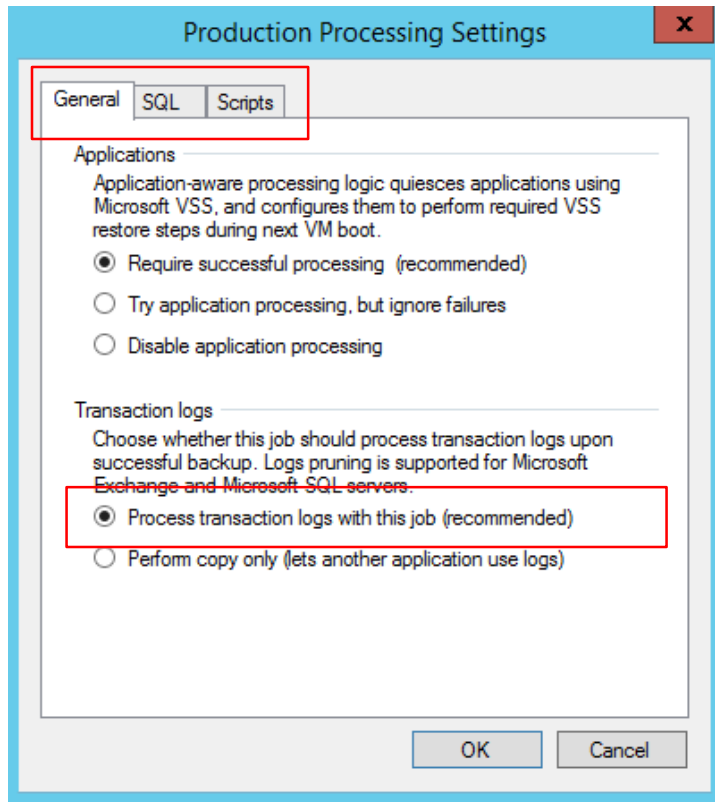 Production Processing Settings
x
General SQL Scripts
Applications
Application-aware processing logic quiesces applications using
Microsoft VSS, and configures them to perform required VSS
restore steps during next VM boot.
Require successful processing (recommended)
Try application processing, but ignore failures
Disable application processing
Transaction logs
Choose whether this job should process transaction logs upon
successful backup. Logs pruning is supported for Microsoft
Exchange and Microsoft SQL servers.
Process transaction logs with this job (recommended)
Perform copy only (lets another application use logs)
OK Cancel